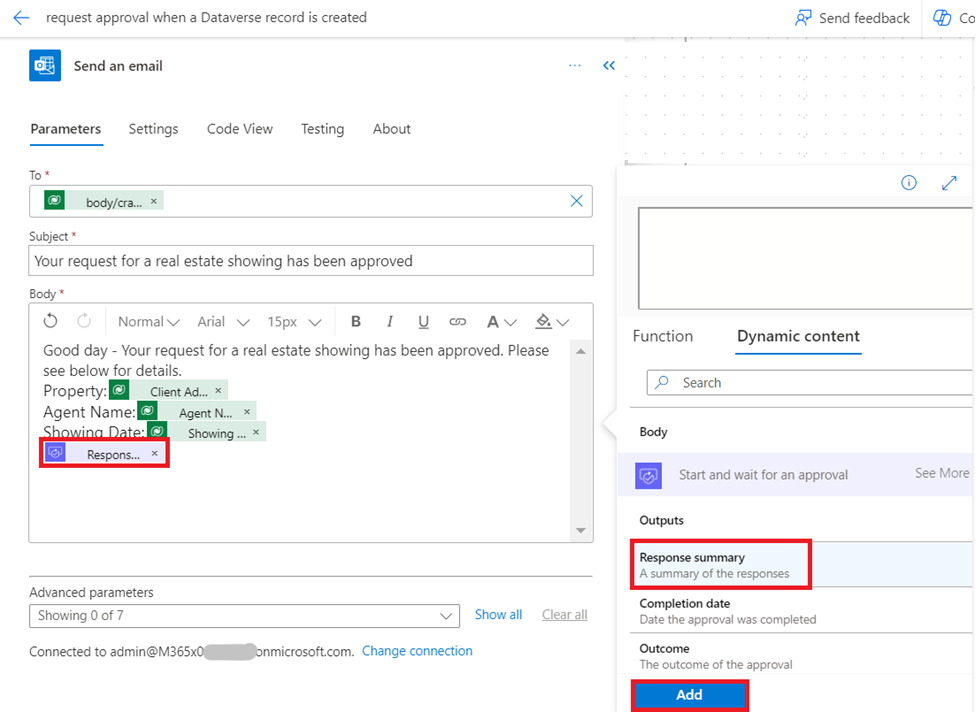 request approval when a Dataverse record is created
Send feedback
Co
Send an email
...
Parameters
Settings
Code View
Testing
About
To *
body/cra... ×
Subject *
Your request for a real estate showing has been approved
Body *
Normal
Arial
15px
B
I
U
A
Good day - Your request for a real estate showing has been approved. Please
see below for details.
Property: Client Ad... ×
Agent Name: Agent N... ×
Showing Date: Showing ... ×
Respons... ×
Advanced parameters
Showing 0 of 7
Show all
Clear all
Connected to admin@M365x0 onmicrosoft.com. Change connection
Function
Dynamic content
Search
Body
Start and wait for an approval
See More
Outputs
Response summary
A summary of the responses
Completion date
Date the approval was completed
Outcome
The outcome of the approval
Add